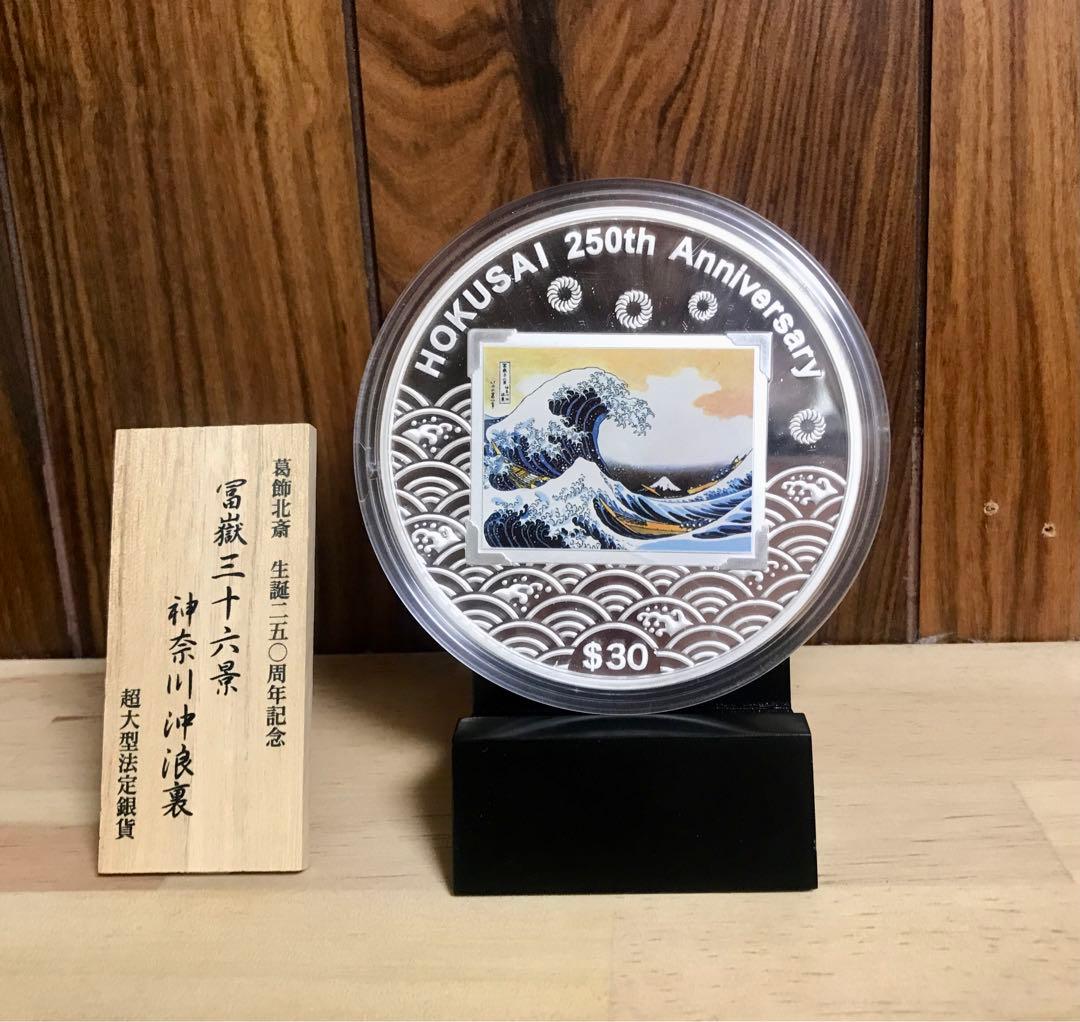 葛飾北斎 生誕二五〇周年記念
冨嶽三十六景
神奈川沖浪裏
超大型法定銀貨
HOKUSAI 250th Anniversary
$30